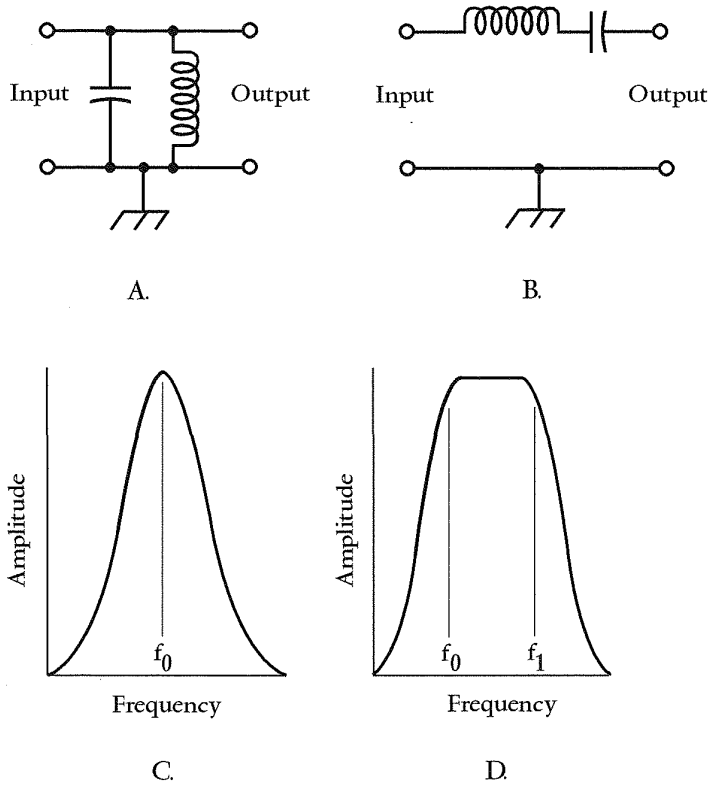 Input
Output
Input
Output
A.
B.
Amplitude
f0
Frequency
C.
Amplitude
f0
f1
Frequency
D.